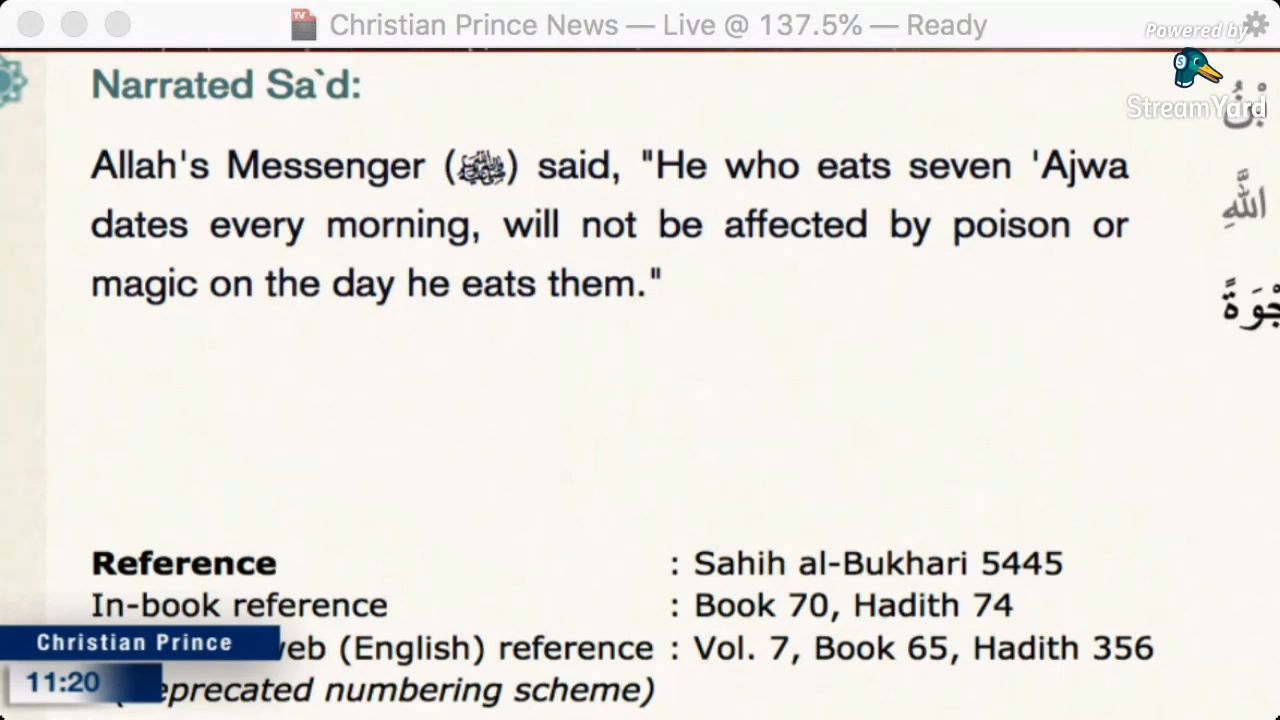 Christian Prince News — Live @ 137.5% — Ready
Powered by
StreamYard
Narrated Sa`d:
Allah's Messenger (ﷺ) said, "He who eats seven 'Ajwa
dates every morning, will not be affected by poison or
magic on the day he eats them."
بْنُ
اللَّهِ
Reference : Sahih al-Bukhari 5445
In-book reference : Book 70, Hadith 74
(English) reference : Vol. 7, Book 65, Hadith 356
numbering scheme)
Christian Prince
11:20